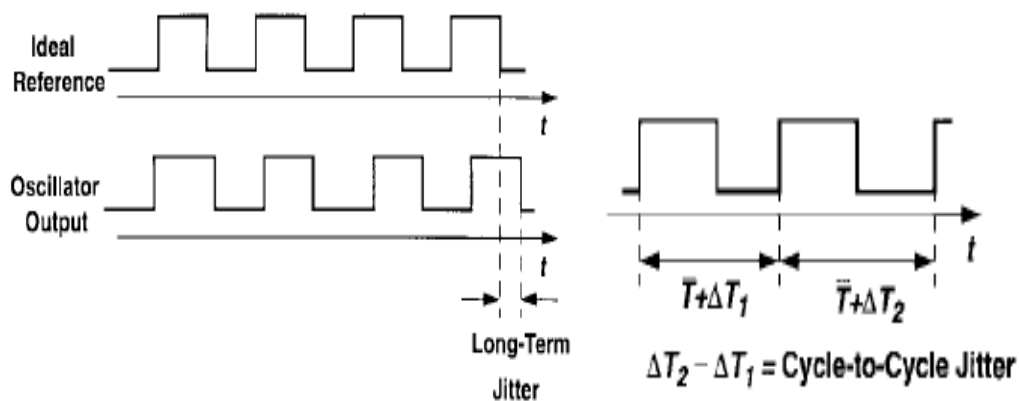 Ideal
Reference
t
Oscillator
Output
t
Long-Term
Jitter
t
T̄+ΔT₁
T̄+ΔT₂
ΔT₂ − ΔT₁ = Cycle-to-Cycle Jitter